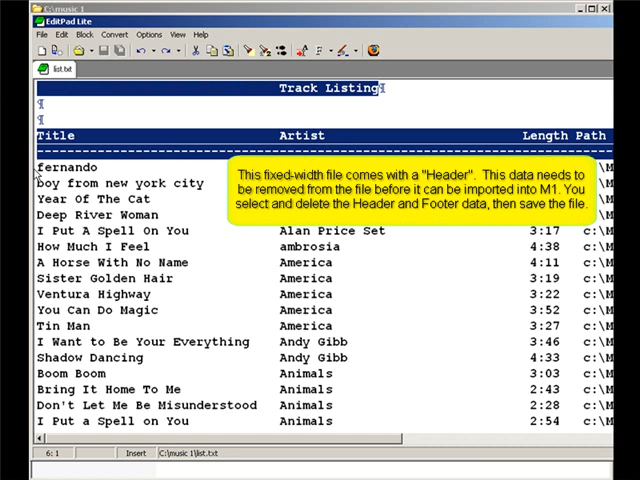 C:\music 1
EditPad Lite
File Edit Block Convert Options View Help
list.txt
Track Listing¶
¶
¶
Title Artist Length Path
fernando c:\M
boy from new york city
Year Of The Cat
Deep River Woman
This fixed-width file comes with a "Header". This data needs to
be removed from the file before it can be imported into M1. You
select and delete the Header and Footer data, then save the file.
I Put A Spell On You Alan Price Set 3:17 c:\M
How Much I Feel ambrosia 4:38 c:\M
A Horse With No Name America 4:11 c:\M
Sister Golden Hair America 3:19 c:\M
Ventura Highway America 3:22 c:\M
You Can Do Magic America 3:52 c:\M
Tin Man America 3:27 c:\M
I Want to Be Your Everything Andy Gibb 3:46 c:\M
Shadow Dancing Andy Gibb 4:33 c:\M
Boom Boom Animals 3:03 c:\M
Bring It Home To Me Animals 2:43 c:\M
Don't Let Me Be Misunderstood Animals 2:28 c:\M
I Put a Spell on You Animals 2:54 c:\M
6: 1 Insert C:\music 1\list.txt